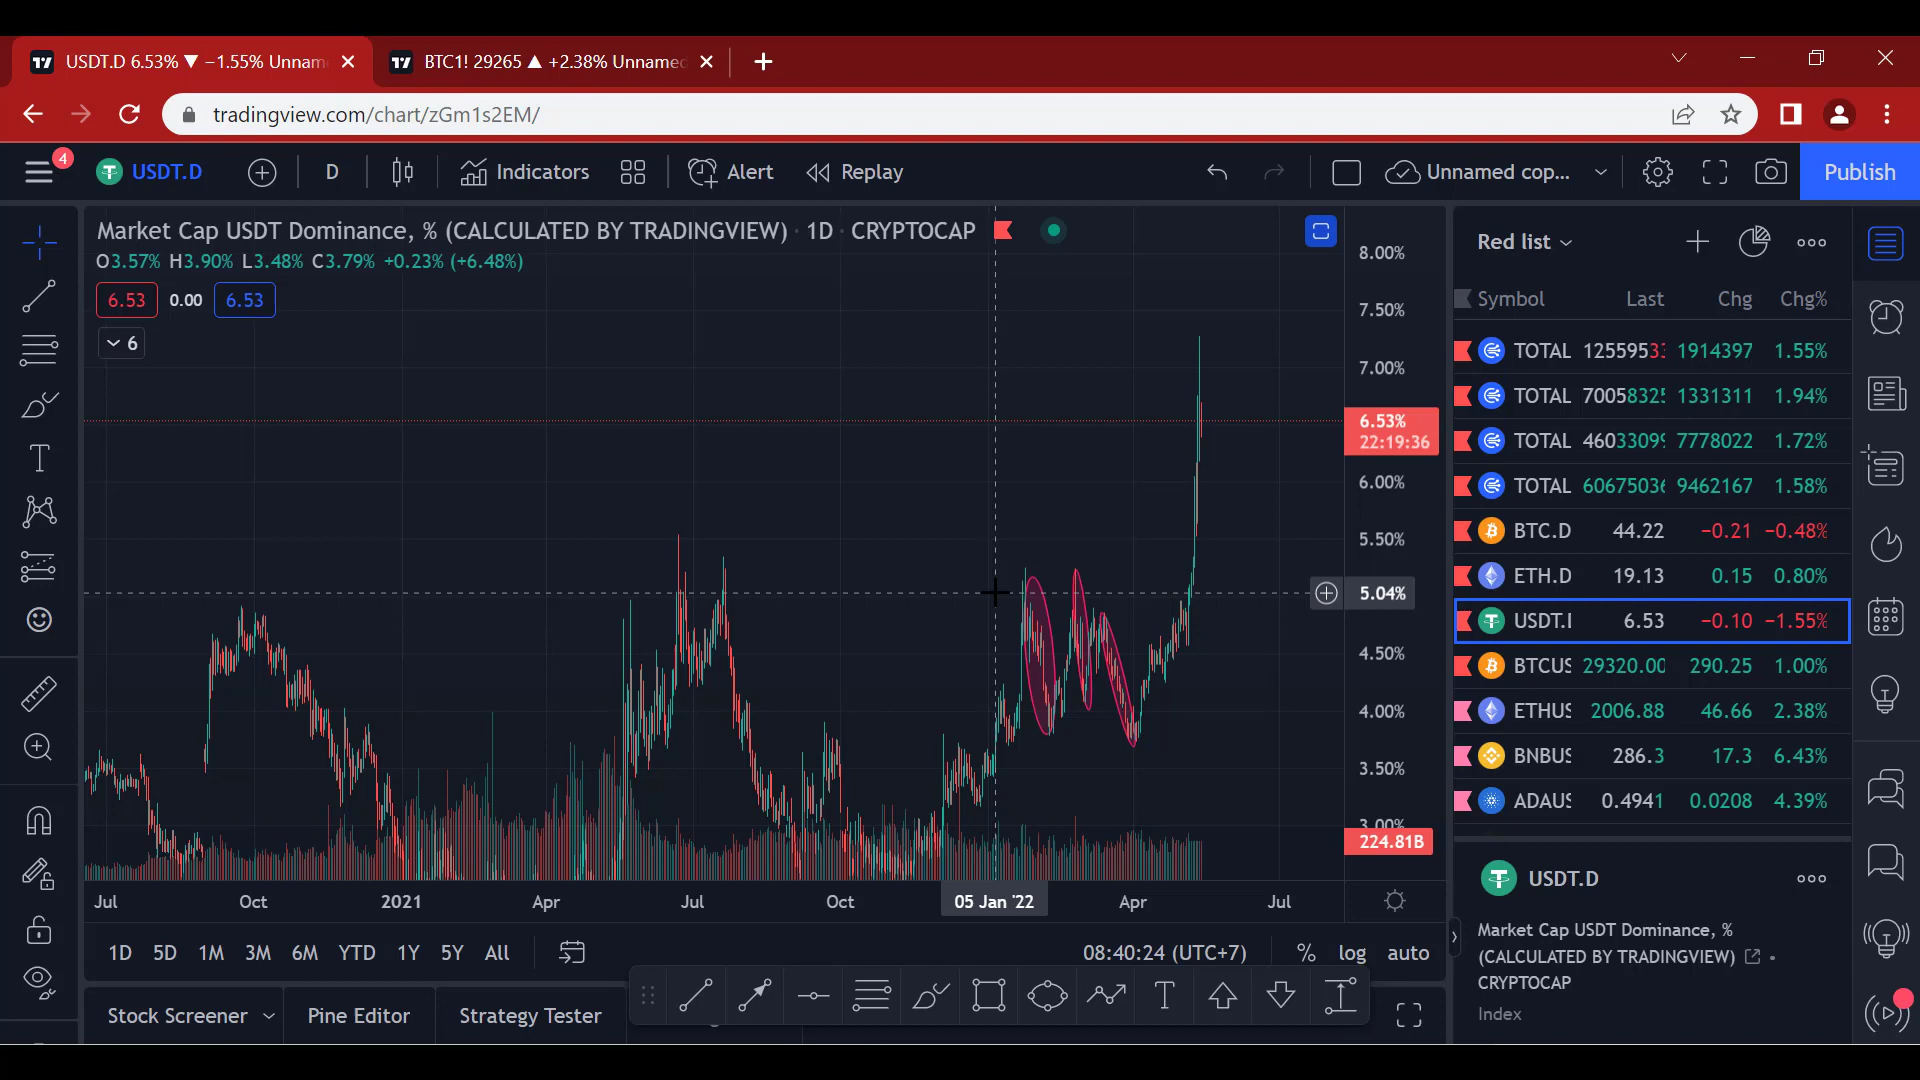 USDT.D 6.53% ▼ −1.55% Unnam
BTC1! 29265 ▲ +2.38% Unnamed
tradingview.com/chart/zGm1s2EM/
4
USDT.D
D
Indicators
Alert
Replay
Unnamed cop...
Publish
Market Cap USDT Dominance, % (CALCULATED BY TRADINGVIEW) · 1D · CRYPTOCAP
O3.57% H3.90% L3.48% C3.79% +0.23% (+6.48%)
6.53 0.00 6.53
6
8.00%
7.50%
7.00%
6.53%
22:19:36
6.00%
5.50%
5.04%
4.50%
4.00%
3.50%
3.00%
224.81B
Jul Oct 2021 Apr Jul Oct 05 Jan '22 Apr Jul
1D 5D 1M 3M 6M YTD 1Y 5Y All
08:40:24 (UTC+7) % log auto
Stock Screener Pine Editor Strategy Tester
Red list
Symbol Last Chg Chg%
TOTAL 1914397 1.55%
TOTAL 1331311 1.94%
TOTAL 7778022 1.72%
TOTAL 9462167 1.58%
BTC.D 44.22 −0.21 −0.48%
ETH.D 19.13 0.15 0.80%
USDT.I 6.53 −0.10 −1.55%
BTCUS 29320.00 290.25 1.00%
ETHUS 2006.88 46.66 2.38%
BNBUS 286.3 17.3 6.43%
ADAUS 0.4941 0.0208 4.39%
USDT.D
Market Cap USDT Dominance, %
(CALCULATED BY TRADINGVIEW)
CRYPTOCAP
Index